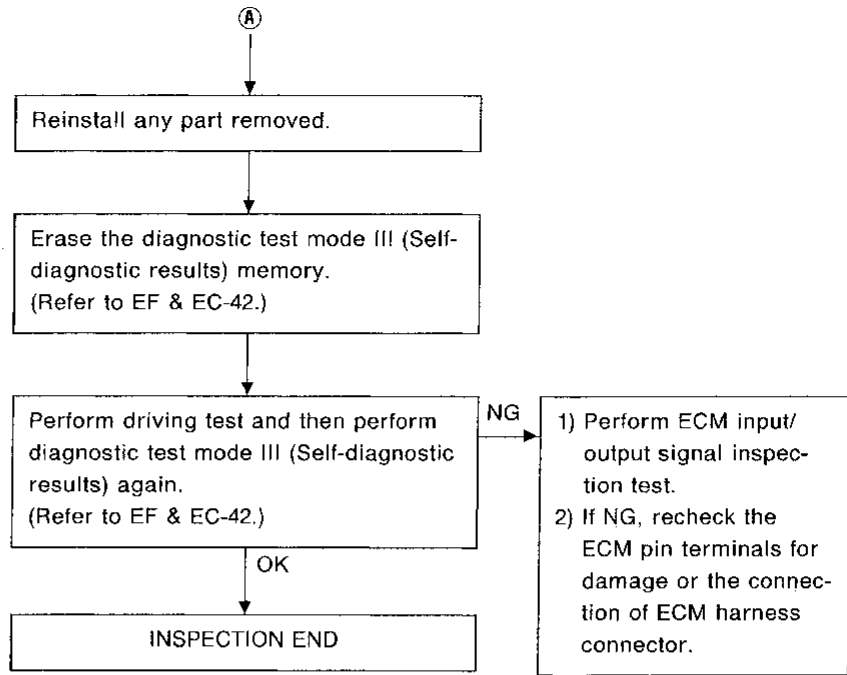 Ⓐ
Reinstall any part removed.
Erase the diagnostic test mode III (Self-
diagnostic results) memory.
(Refer to EF & EC-42.)
Perform driving test and then perform
diagnostic test mode III (Self-diagnostic
results) again.
(Refer to EF & EC-42.)
NG
1) Perform ECM input/
output signal inspec-
tion test.
2) If NG, recheck the
ECM pin terminals for
damage or the connec-
tion of ECM harness
connector.
OK
INSPECTION END